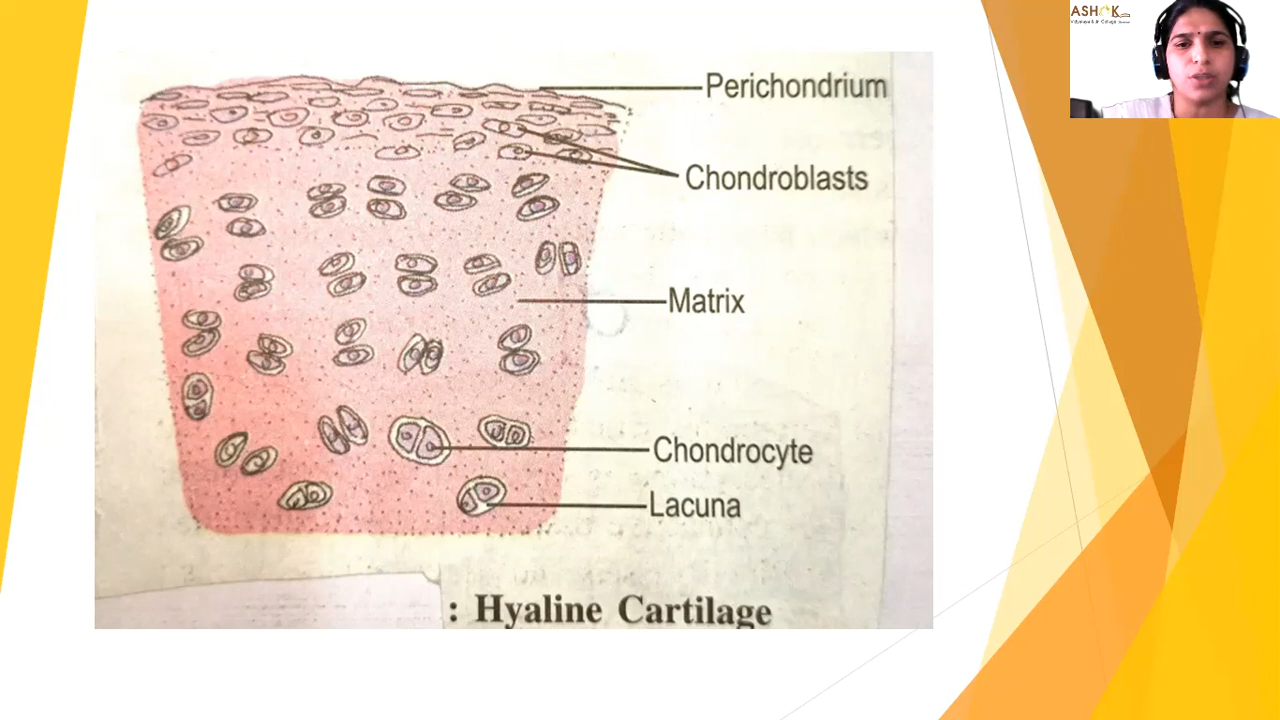 ASHOK
Perichondrium
Chondroblasts
Matrix
Chondrocyte
Lacuna
: Hyaline Cartilage